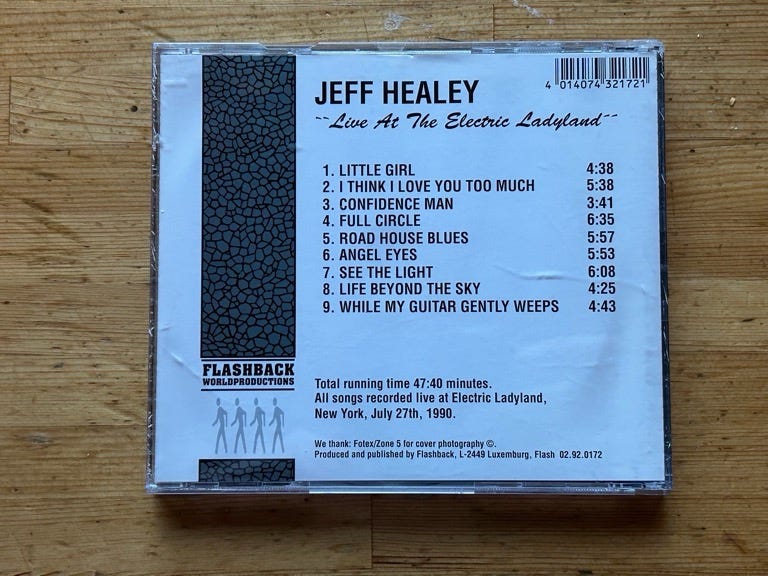 JEFF HEALEY
4 014074 321721
~~Live At The Electric Ladyland~~
1. LITTLE GIRL 4:38
2. I THINK I LOVE YOU TOO MUCH 5:38
3. CONFIDENCE MAN 3:41
4. FULL CIRCLE 6:35
5. ROAD HOUSE BLUES 5:57
6. ANGEL EYES 5:53
7. SEE THE LIGHT 6:08
8. LIFE BEYOND THE SKY 4:25
9. WHILE MY GUITAR GENTLY WEEPS 4:43
FLASHBACK
WORLDPRODUCTIONS
Total running time 47:40 minutes.
All songs recorded live at Electric Ladyland,
New York, July 27th, 1990.
We thank: Fotex/Zone 5 for cover photography ©.
Produced and published by Flashback, L-2449 Luxemburg, Flash 02.92.0172